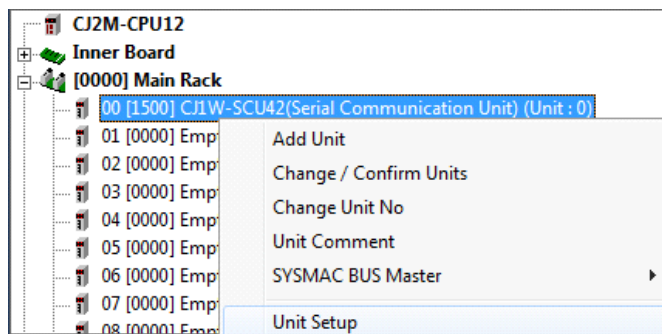 CJ2M-CPU12
Inner Board
[0000] Main Rack
00 [1500] CJ1W-SCU42(Serial Communication Unit) (Unit : 0)
01 [0000] Emp
Add Unit
02 [0000] Emp
Change / Confirm Units
03 [0000] Emp
Change Unit No
04 [0000] Emp
05 [0000] Emp
Unit Comment
06 [0000] Emp
SYSMAC BUS Master
07 [0000] Emp
08 [0000] Emp
Unit Setup